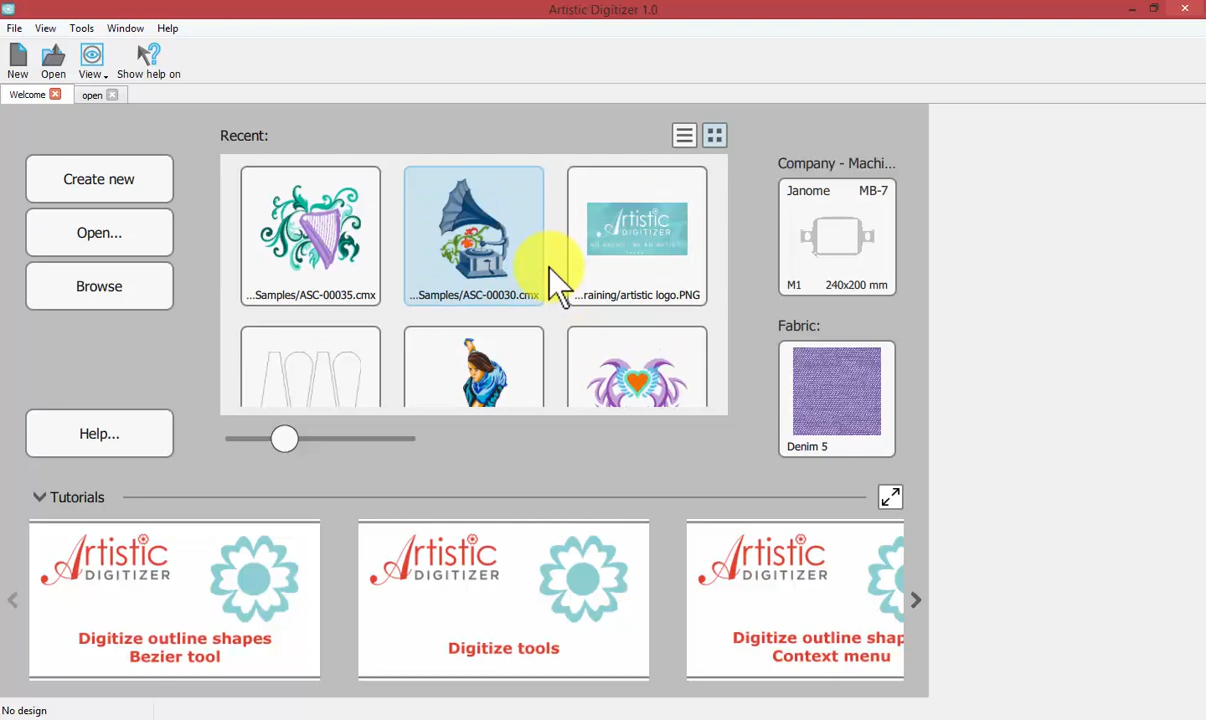 Artistic Digitizer 1.0
File View Tools Window Help
New Open View Show help on
Welcome open
Recent:
Create new
Open...
Browse
Help...
...Samples/ASC-00035.cmx
...Samples/ASC-00030.cmx
Artistic
DIGITIZER
...raining/artistic logo.PNG
Company - Machi...
Janome MB-7
M1 240x200 mm
Fabric:
Denim 5
Tutorials
Artistic
DIGITIZER
Digitize outline shapes
Bezier tool
Artistic
DIGITIZER
Digitize tools
Artistic
DIGITIZER
Digitize outline shap
Context menu
No design